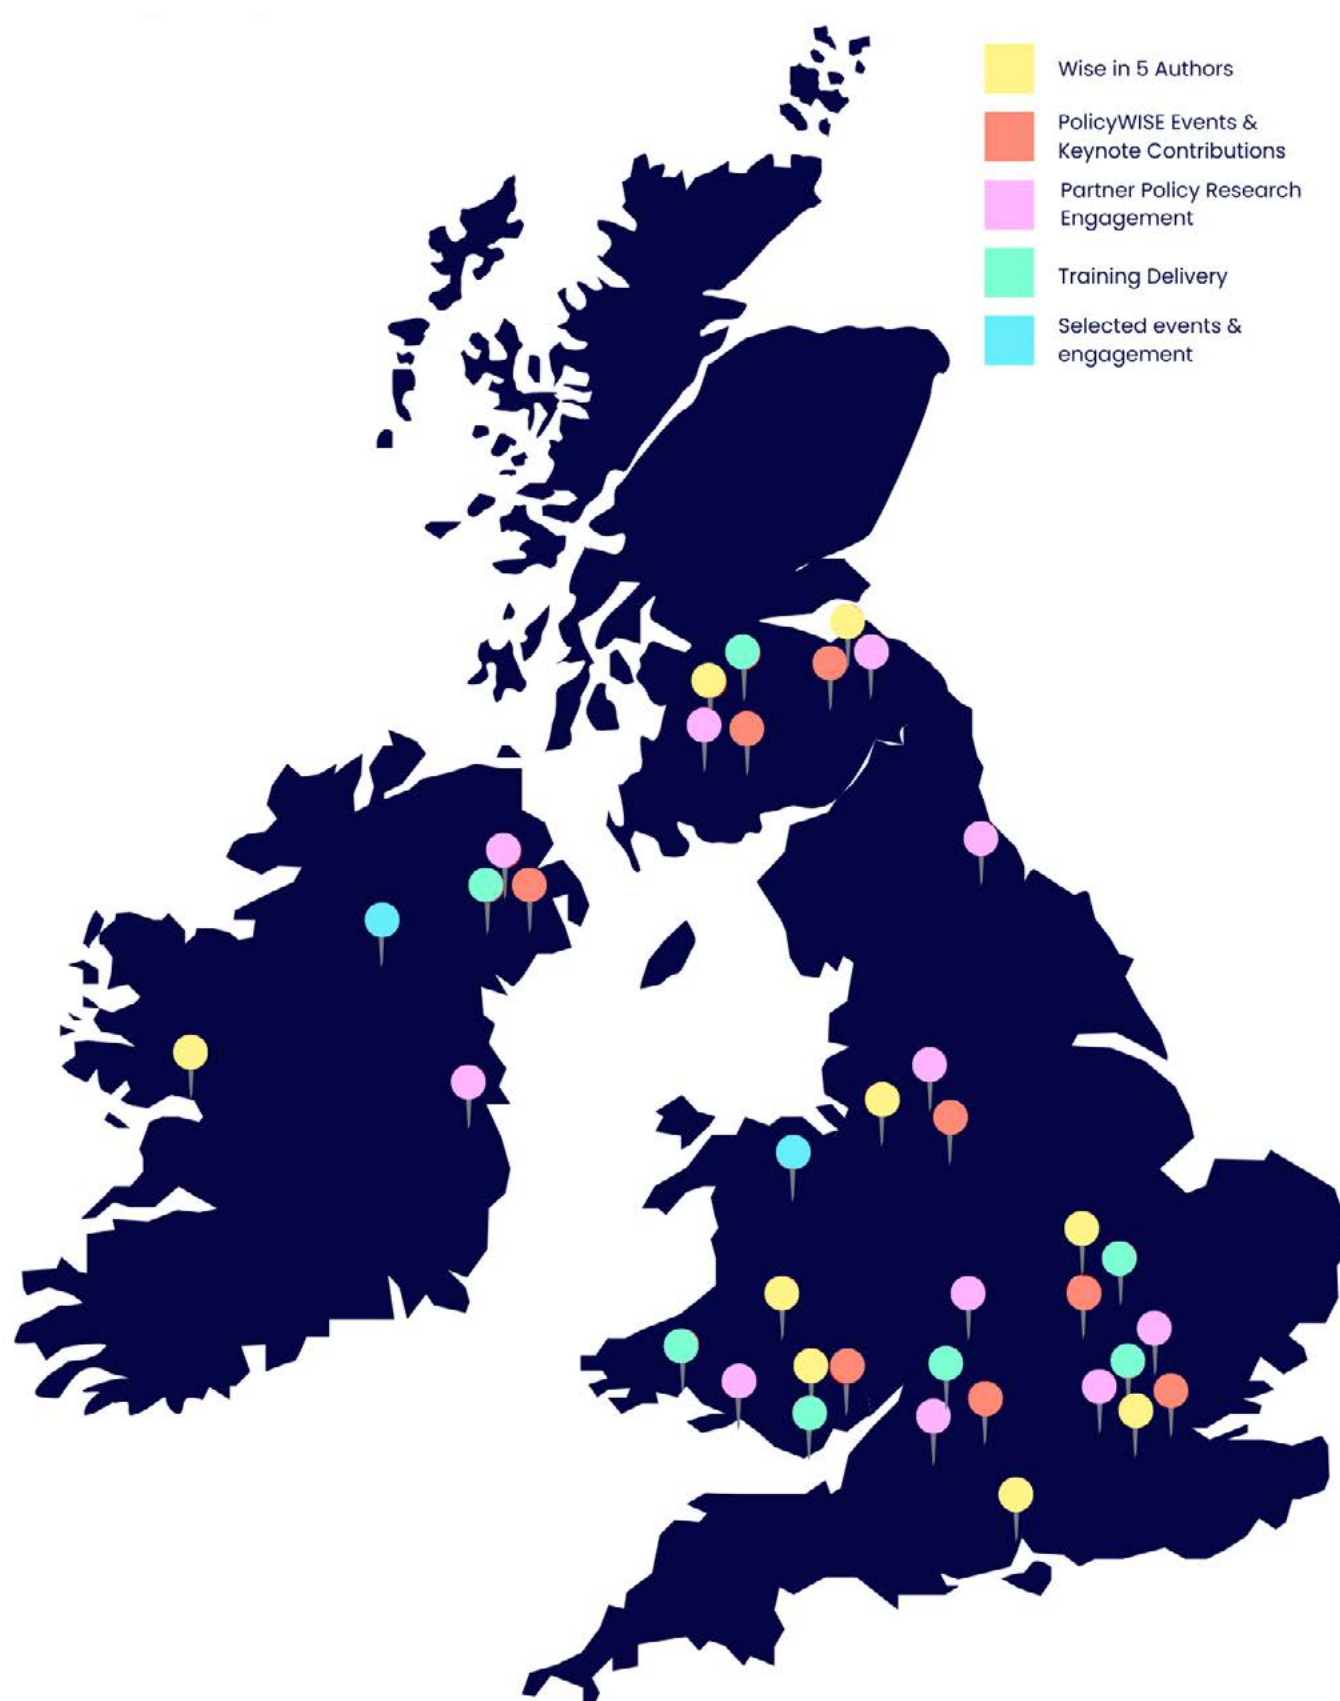 Wise in 5 Authors
PolicyWISE Events &
Keynote Contributions
Partner Policy Research
Engagement
Training Delivery
Selected events &
engagement